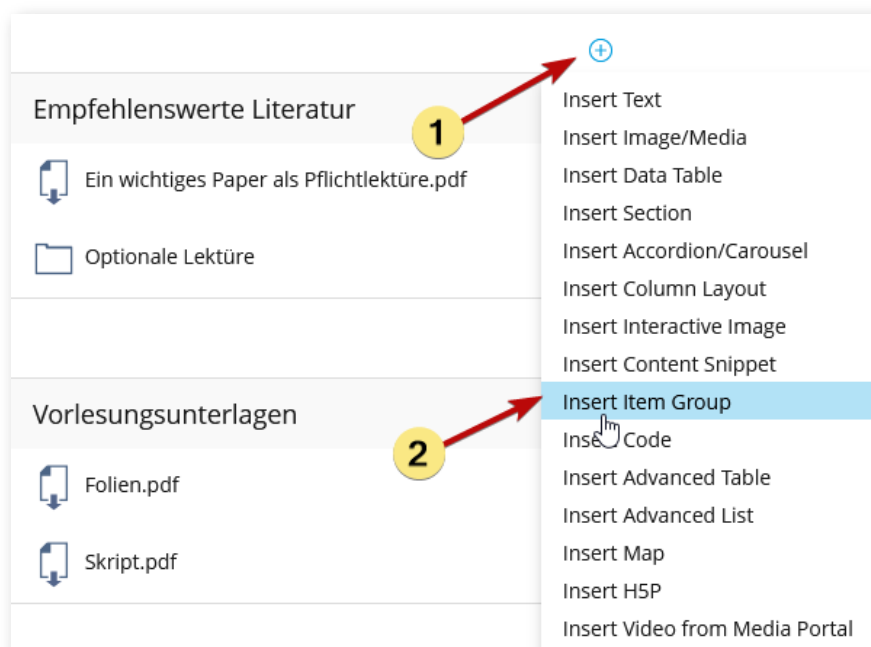 Empfehlenswerte Literatur
1
Ein wichtiges Paper als Pflichtlektüre.pdf
Optionale Lektüre
Vorlesungsunterlagen
2
Folien.pdf
Skript.pdf
Insert Text
Insert Image/Media
Insert Data Table
Insert Section
Insert Accordion/Carousel
Insert Column Layout
Insert Interactive Image
Insert Content Snippet
Insert Item Group
Insert Code
Insert Advanced Table
Insert Advanced List
Insert Map
Insert H5P
Insert Video from Media Portal